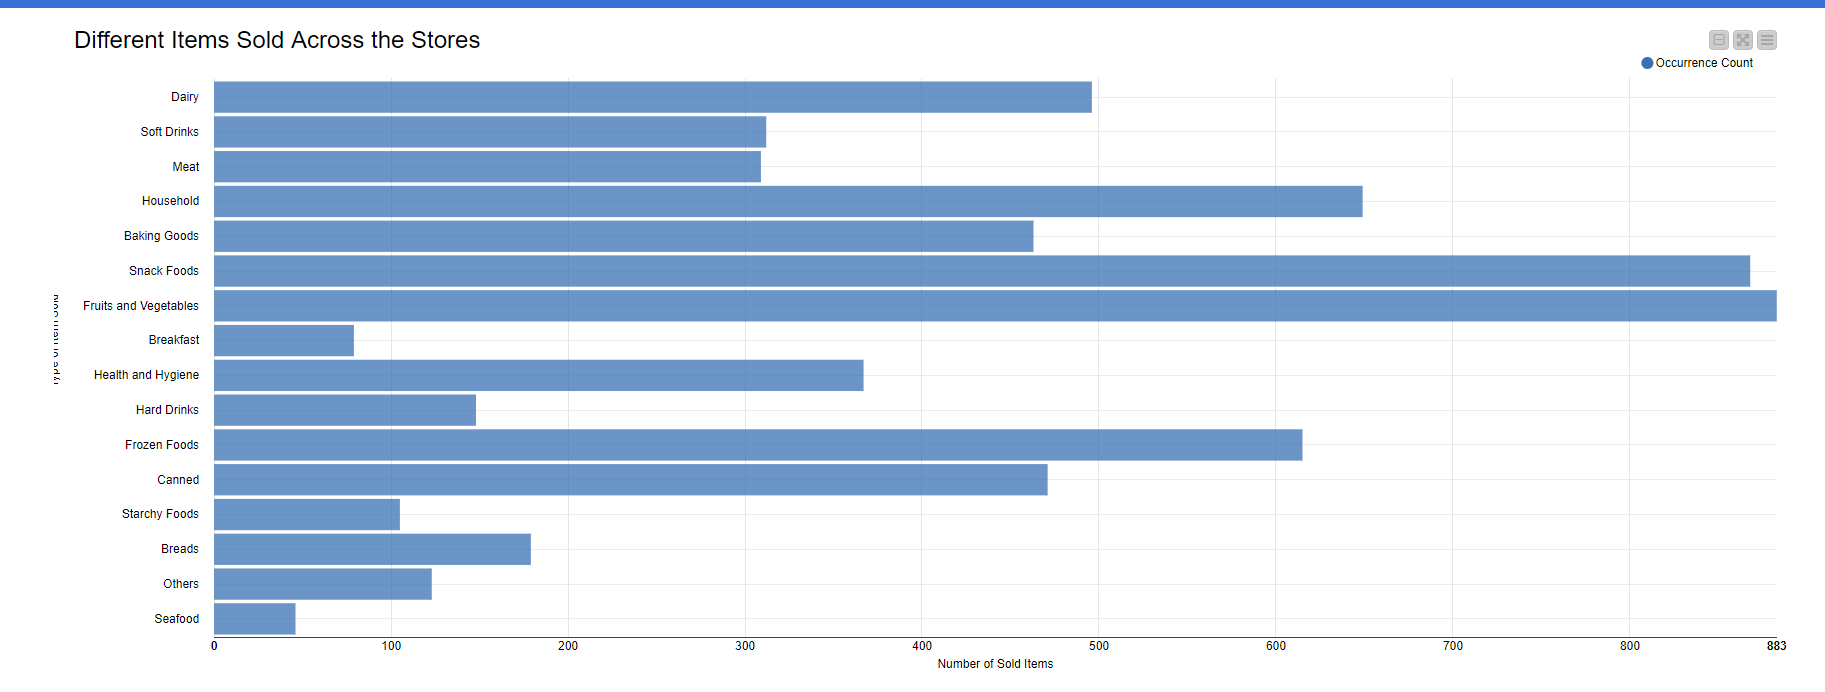 Different Items Sold Across the Stores
Occurrence Count
Dairy
Soft Drinks
Meat
Household
Baking Goods
Snack Foods
Fruits and Vegetables
Breakfast
Health and Hygiene
Hard Drinks
Frozen Foods
Canned
Starchy Foods
Breads
Others
Seafood
0 100 200 300 400 500 600 700 800 883
Number of Sold Items